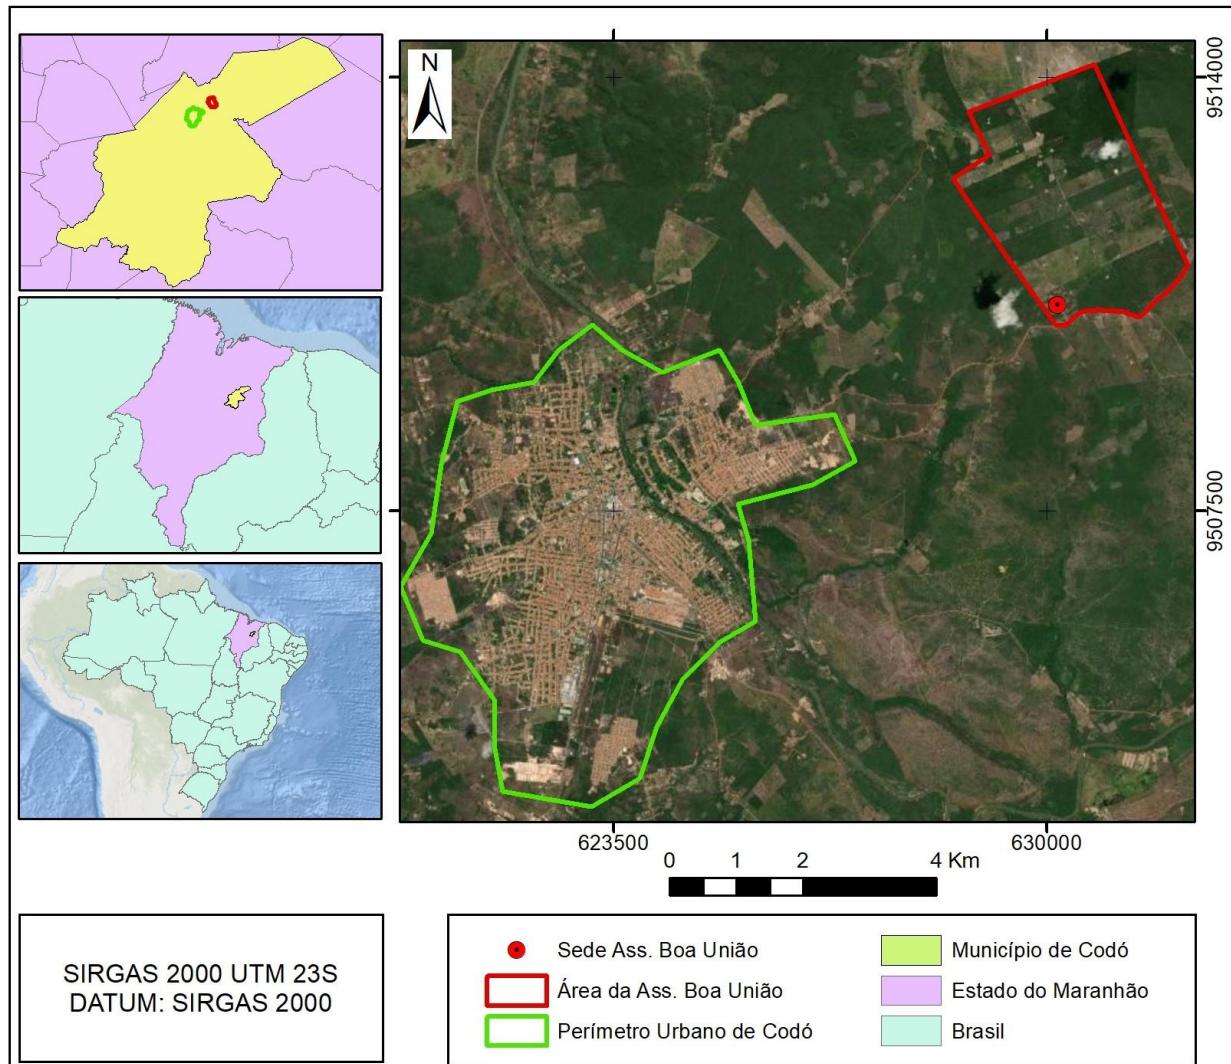 N
9514000
9507500
623500
630000
0 1 2 4 Km
SIRGAS 2000 UTM 23S
DATUM: SIRGAS 2000
Sede Ass. Boa União
Área da Ass. Boa União
Perímetro Urbano de Codó
Município de Codó
Estado do Maranhão
Brasil